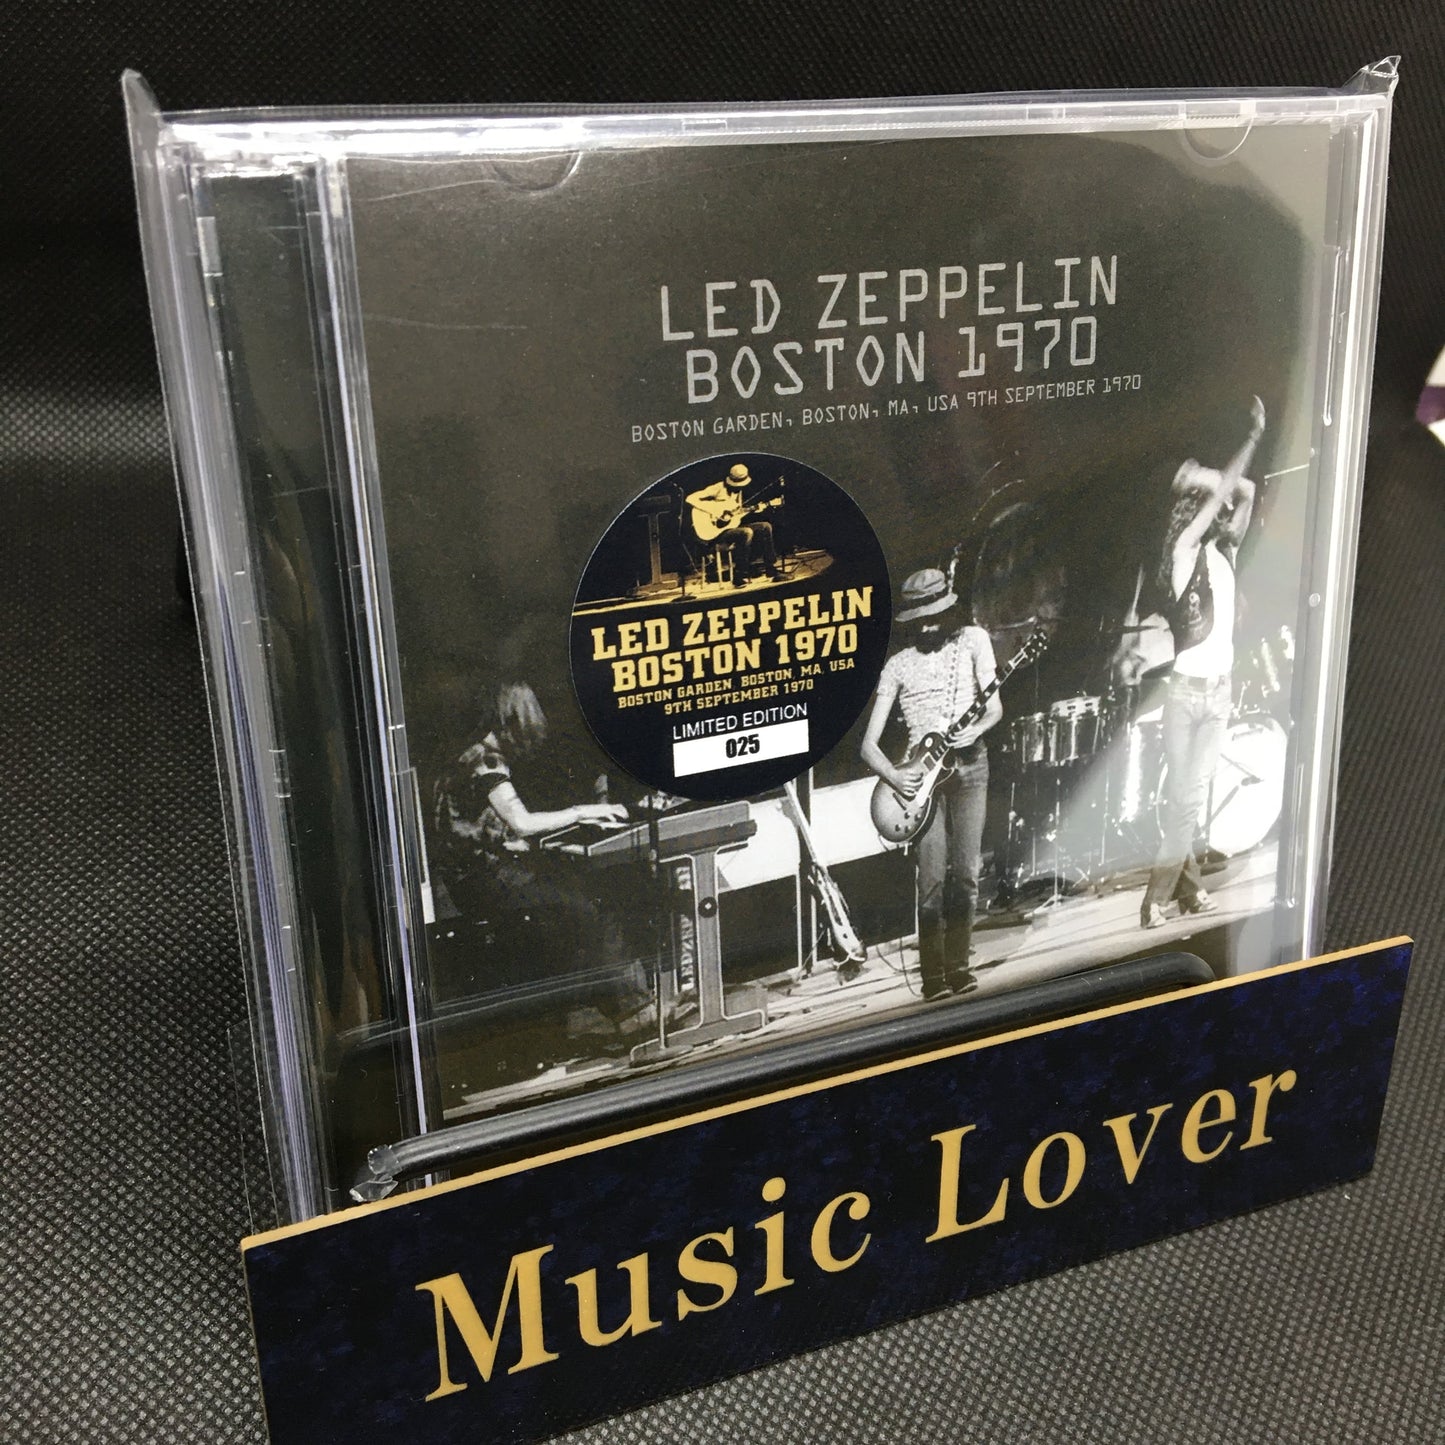 LED ZEPPELIN
BOSTON 1970
BOSTON GARDEN, BOSTON, MA, USA 9TH SEPTEMBER 1970
LED ZEPPELIN
BOSTON 1970
BOSTON GARDEN, BOSTON, MA, USA
9TH SEPTEMBER 1970
LIMITED EDITION
025
Music Lover